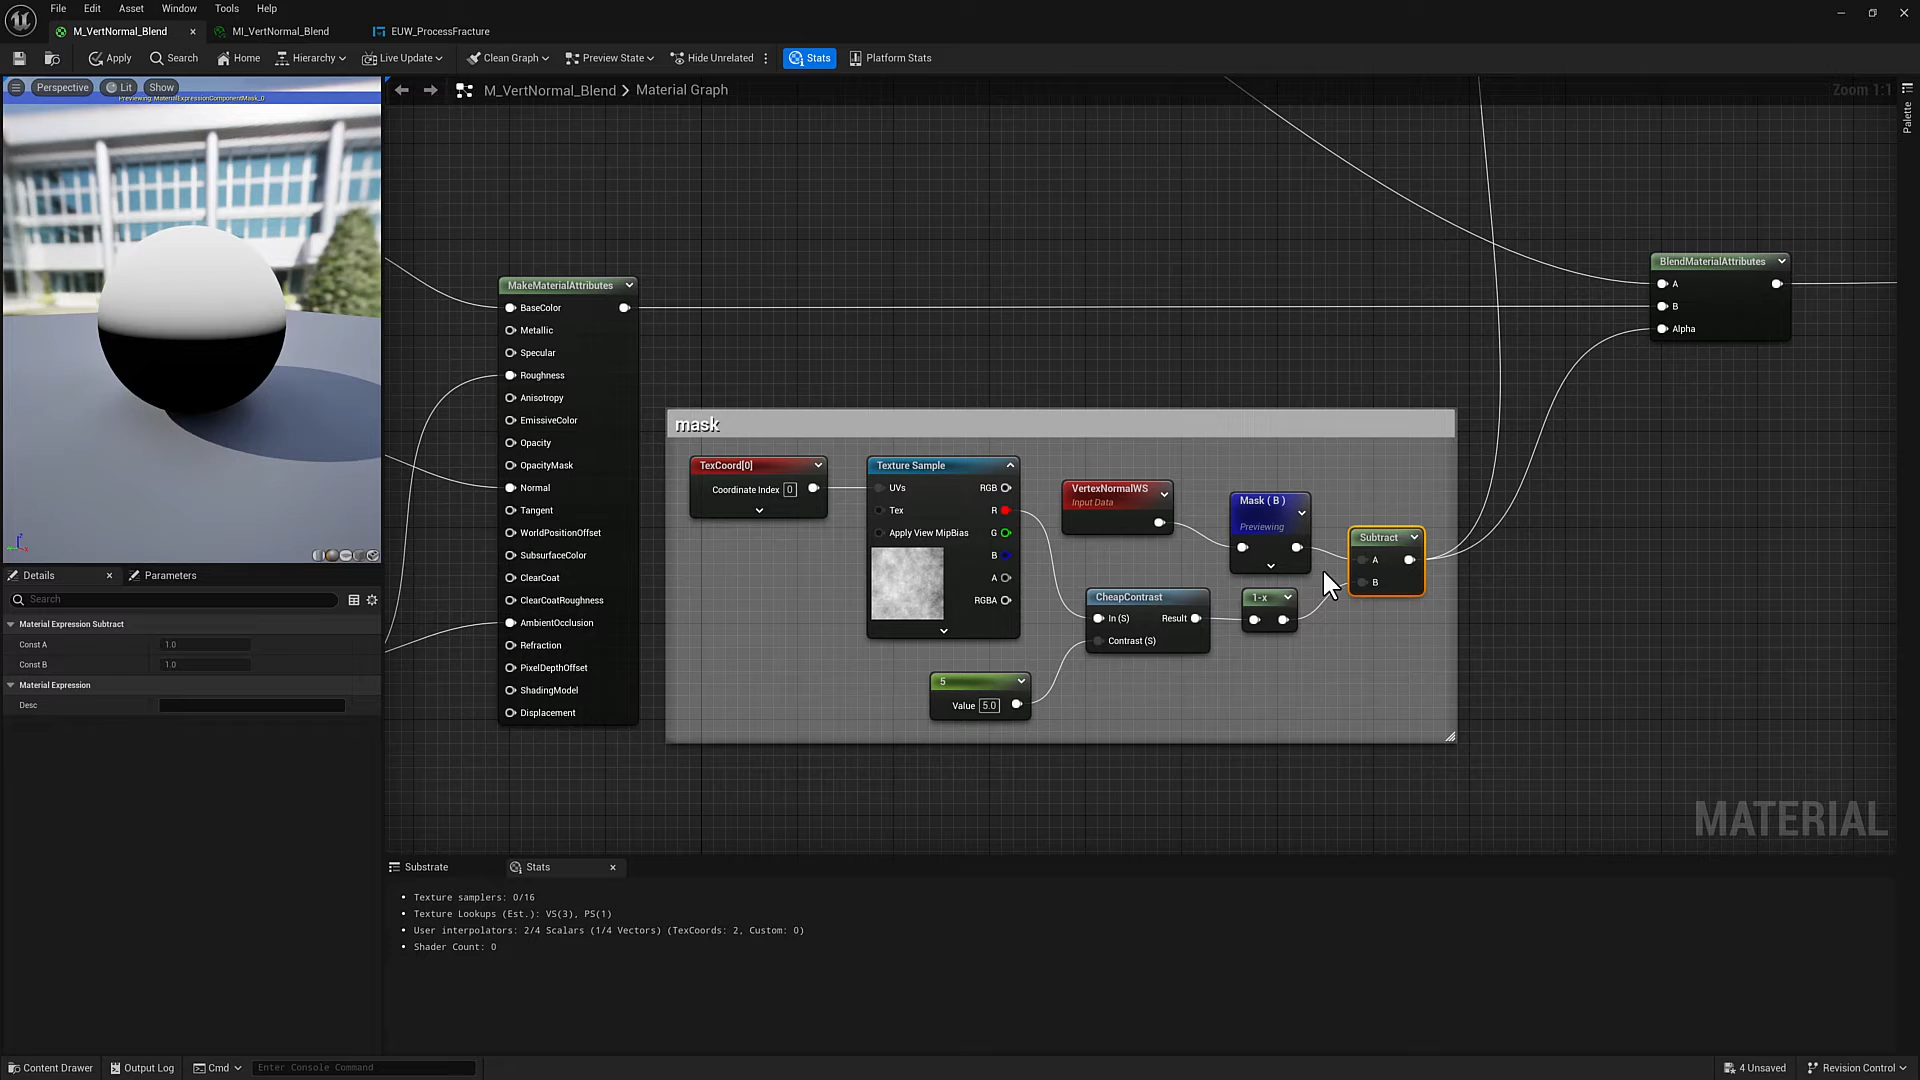 File Edit Asset Window Tools Help
M_VertNormal_Blend MI_VertNormal_Blend EUW_ProcessFracture
Apply Search Home Hierarchy Live Update Clean Graph Preview State Hide Unrelated Stats Platform Stats
Perspective Lit Show
Previewing: MaterialExpressionComponentMask_0
M_VertNormal_Blend > Material Graph
Zoom 1:1
Palette
MakeMaterialAttributes
BaseColor
Metallic
Specular
Roughness
Anisotropy
EmissiveColor
Opacity
OpacityMask
Normal
Tangent
WorldPositionOffset
SubsurfaceColor
ClearCoat
ClearCoatRoughness
AmbientOcclusion
Refraction
PixelDepthOffset
ShadingModel
Displacement
mask
TexCoord[0]
Coordinate Index 0
Texture Sample
UVs RGB
Tex R
Apply View MipBias G
B
A
RGBA
VertexNormalWS
Input Data
Mask ( B )
Previewing
Subtract
A
B
CheapContrast
In (S) Result
Contrast (S)
1-x
5
Value 5.0
BlendMaterialAttributes
A
B
Alpha
MATERIAL
Details Parameters
Search
Material Expression Subtract
Const A 1.0
Const B 1.0
Material Expression
Desc
Substrate Stats
Texture samplers: 0/16
Texture Lookups (Est.): VS(3), PS(1)
User interpolators: 2/4 Scalars (1/4 Vectors) (TexCoords: 2, Custom: 0)
Shader Count: 0
Content Drawer Output Log Cmd Enter Console Command 4 Unsaved Revision Control